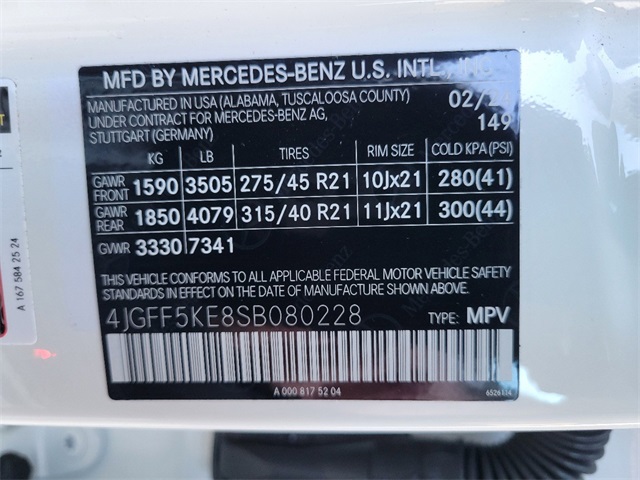 MFD BY MERCEDES-BENZ U.S. INTL., INC.
MANUFACTURED IN USA (ALABAMA, TUSCALOOSA COUNTY)
UNDER CONTRACT FOR MERCEDES-BENZ AG,
STUTTGART (GERMANY)
02/
149
KG LB TIRES RIM SIZE COLD KPA (PSI)
GAWR FRONT 1590 3505 275/45 R21 10Jx21 280(41)
GAWR REAR 1850 4079 315/40 R21 11Jx21 300(44)
GVWR 3330 7341
THIS VEHICLE CONFORMS TO ALL APPLICABLE FEDERAL MOTOR VEHICLE SAFETY
STANDARDS IN EFFECT ON THE DATE OF MANUFACTURE SHOWN ABOVE.
4JGFF5KE8SB080228 TYPE: MPV
A 000 817 52 04
A 167 584 25 24